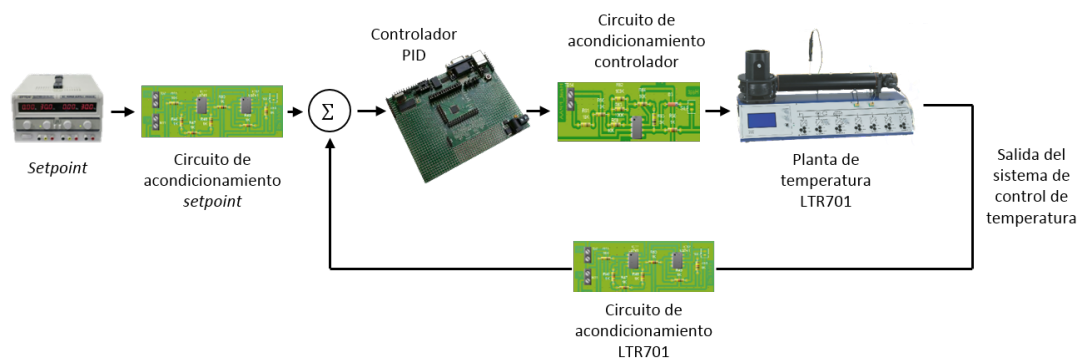 Setpoint
Circuito de
acondicionamiento
setpoint
Σ
Controlador
PID
Circuito de
acondicionamiento
controlador
Planta de
temperatura
LTR701
Salida del
sistema de
control de
temperatura
Circuito de
acondicionamiento
LTR701